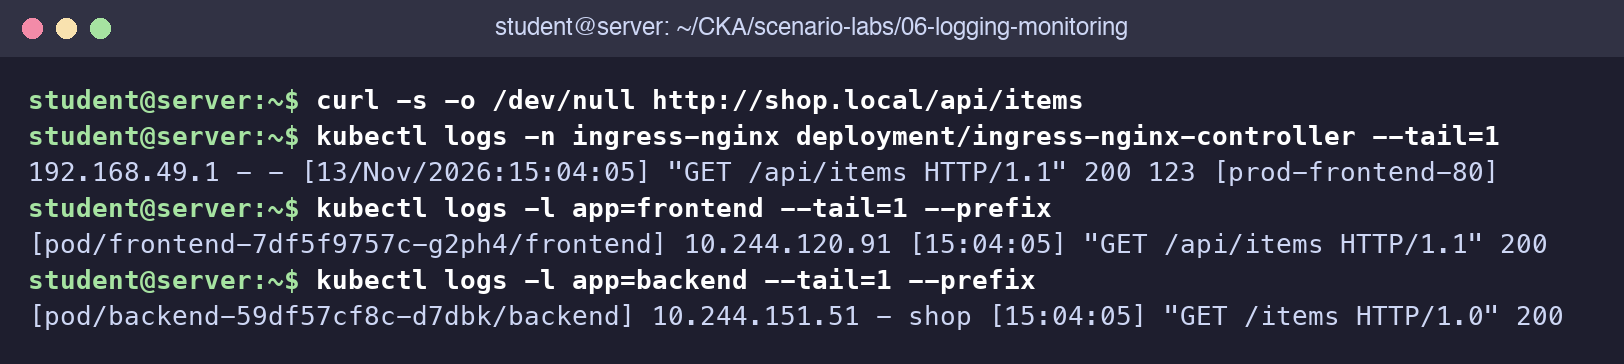 student@server: ~/CKA/scenario-labs/06-logging-monitoring
student@server:~$ curl -s -o /dev/null http://shop.local/api/items
student@server:~$ kubectl logs -n ingress-nginx deployment/ingress-nginx-controller --tail=1
192.168.49.1 - - [13/Nov/2026:15:04:05] "GET /api/items HTTP/1.1" 200 123 [prod-frontend-80]
student@server:~$ kubectl logs -l app=frontend --tail=1 --prefix
[pod/frontend-7df5f9757c-g2ph4/frontend] 10.244.120.91 [15:04:05] "GET /api/items HTTP/1.1" 200
student@server:~$ kubectl logs -l app=backend --tail=1 --prefix
[pod/backend-59df57cf8c-d7dbk/backend] 10.244.151.51 - shop [15:04:05] "GET /items HTTP/1.0" 200